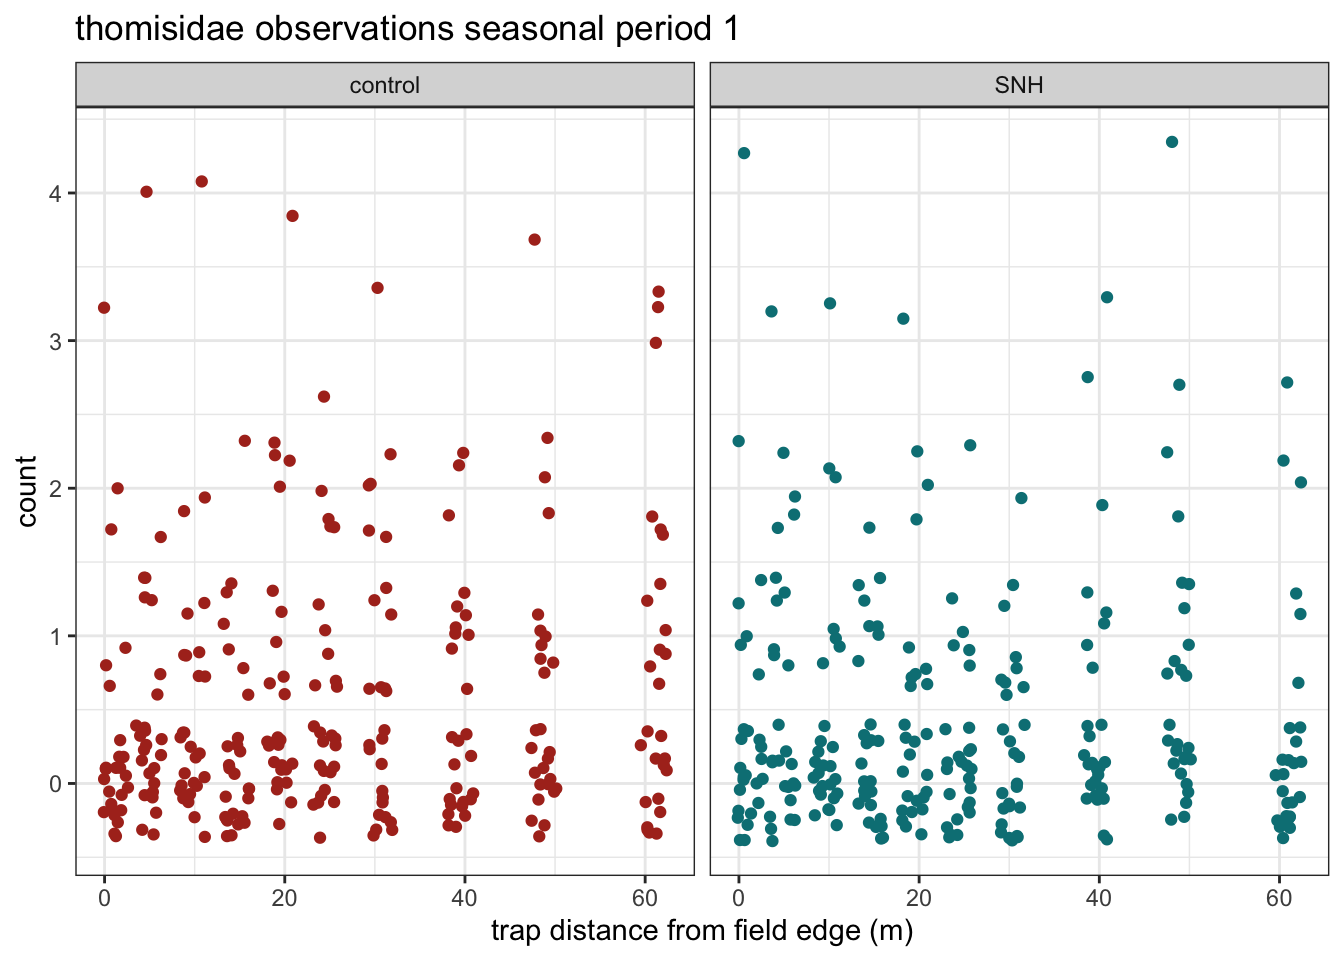 thomisidae observations seasonal period 1
control
SNH
4
3
2
1
0
count
0 20 40 60
0 20 40 60
trap distance from field edge (m)